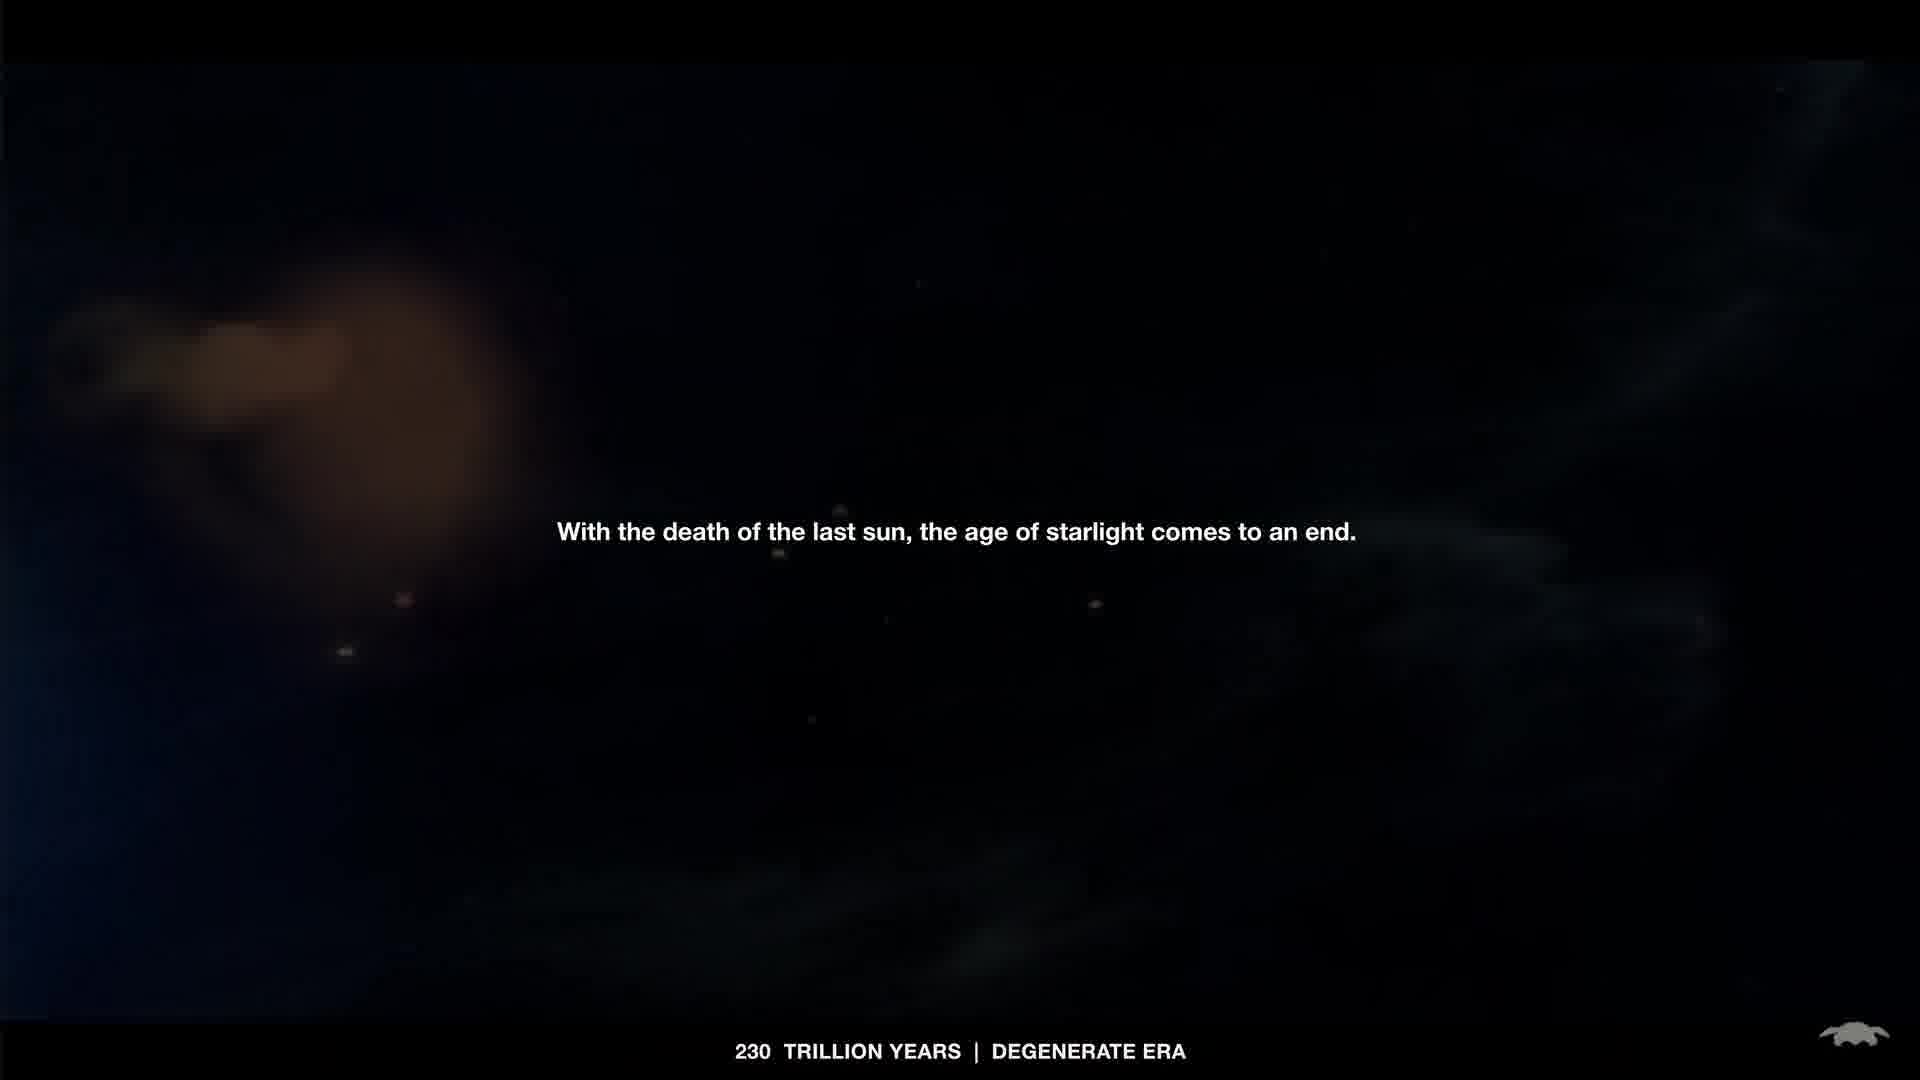 With the death of the last sun, the age of starlight comes to an end.
230 TRILLION YEARS | DEGENERATE ERA